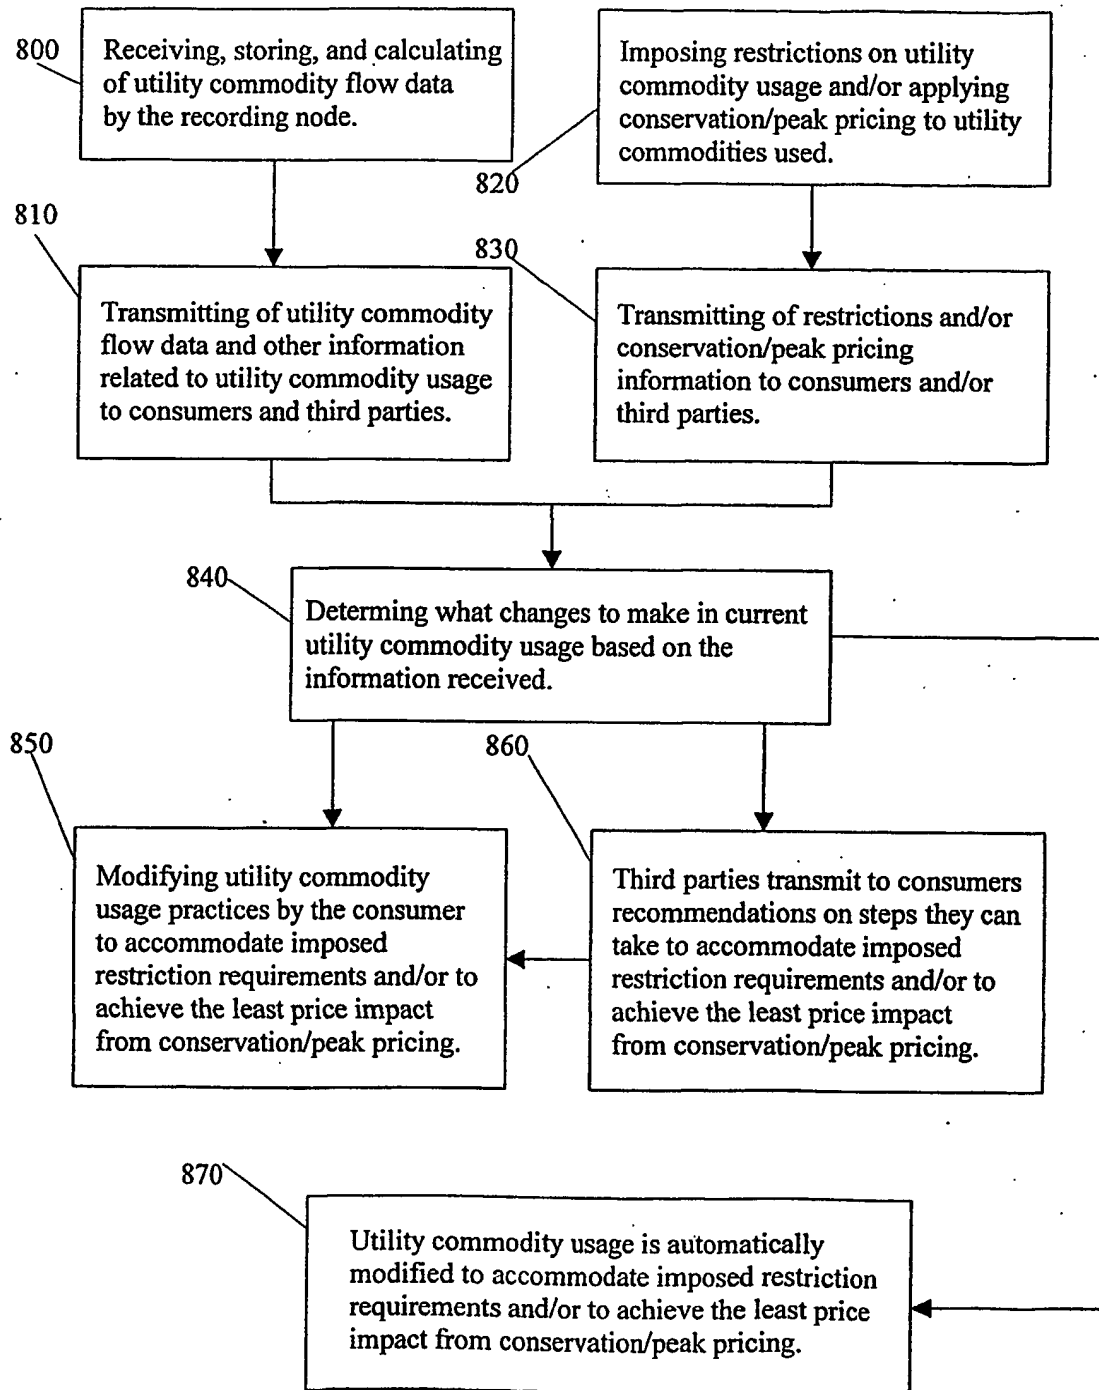 800
Receiving, storing, and calculating
of utility commodity flow data
by the recording node.
Imposing restrictions on utility
commodity usage and/or applying
conservation/peak pricing to utility
commodities used.
820
810
Transmitting of utility commodity
flow data and other information
related to utility commodity usage
to consumers and third parties.
830
Transmitting of restrictions and/or
conservation/peak pricing
information to consumers and/or
third parties.
840
Determing what changes to make in current
utility commodity usage based on the
information received.
850
Modifying utility commodity
usage practices by the consumer
to accommodate imposed
restriction requirements and/or to
achieve the least price impact
from conservation/peak pricing.
860
Third parties transmit to consumers
recommendations on steps they can
take to accommodate imposed
restriction requirements and/or to
achieve the least price impact
from conservation/peak pricing.
870
Utility commodity usage is automatically
modified to accommodate imposed restriction
requirements and/or to achieve the least price
impact from conservation/peak pricing.